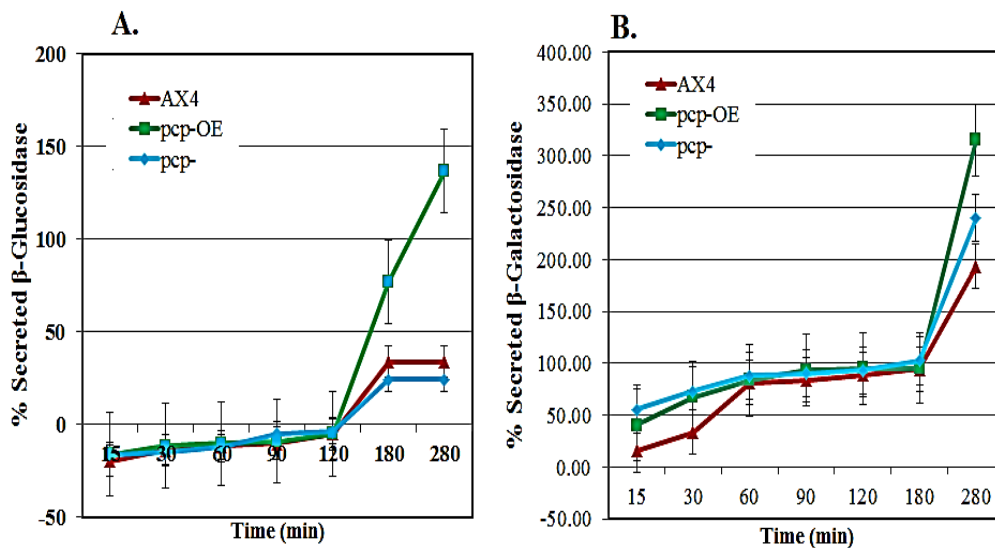 A.
% Secreted β-Glucosidase
200
150
100
50
0
-50
AX4
pcp-OE
pcp-
15 30 60 90 120 180 280
Time (min)
B.
% Secreted β-Galactosidase
400.00
350.00
300.00
250.00
200.00
150.00
100.00
50.00
0.00
-50.00
AX4
pcp-OE
pcp-
15 30 60 90 120 180 280
Time (min)